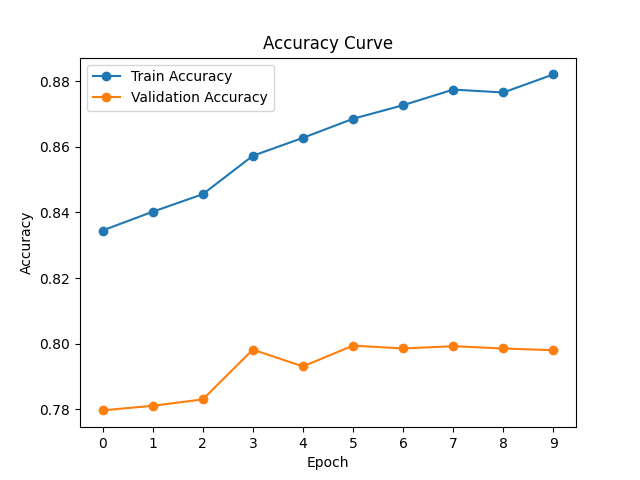 Accuracy Curve
Train Accuracy
Validation Accuracy
Accuracy
0.88
0.86
0.84
0.82
0.80
0.78
0 1 2 3 4 5 6 7 8 9
Epoch